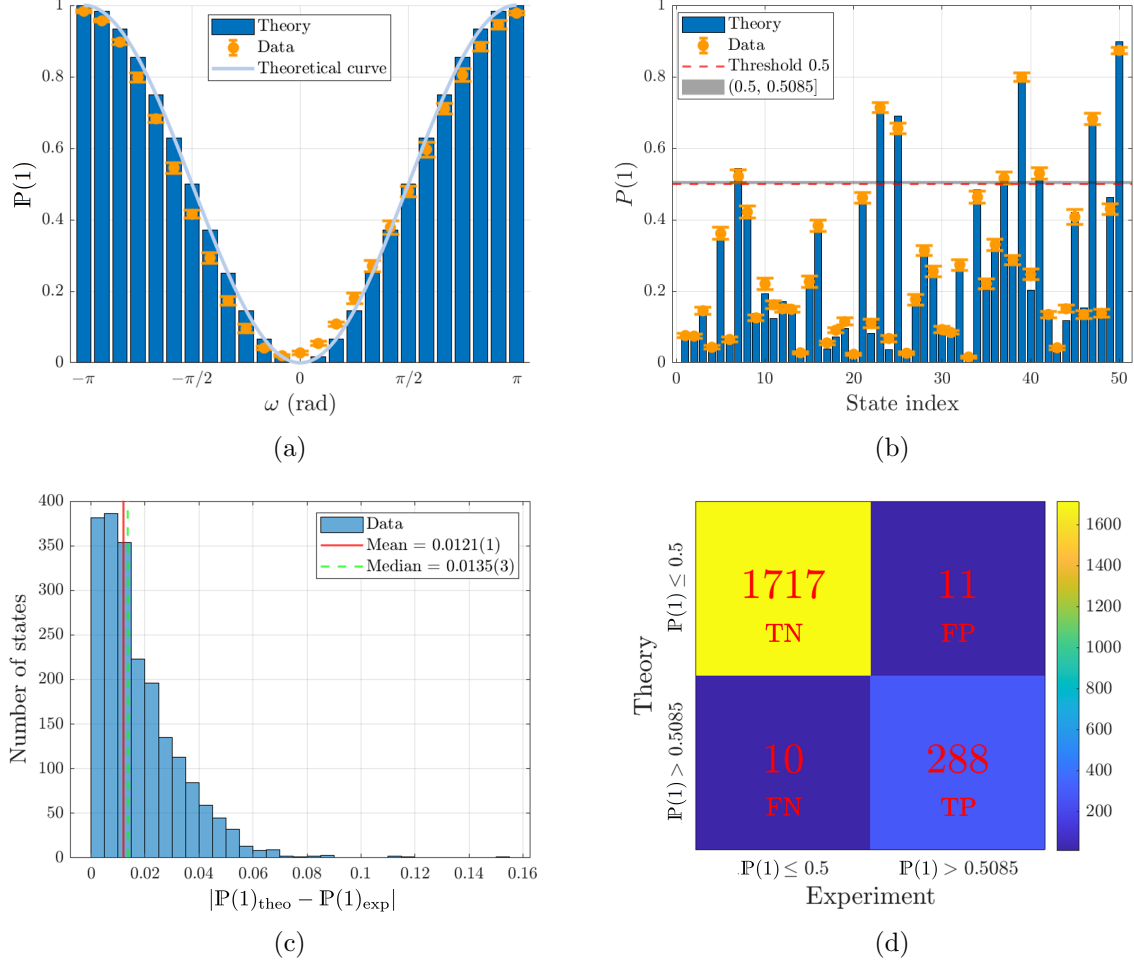 1
0.8
0.6
0.4
0.2
0
ℙ(1)
Theory
Data
Theoretical curve
−π
−π/2
0
π/2
π
ω (rad)
(a)
1
0.8
0.6
0.4
0.2
0
P(1)
Theory
Data
Threshold 0.5
(0.5, 0.5085]
0
10
20
30
40
50
State index
(b)
400
350
300
250
200
150
100
50
0
Number of states
Data
Mean = 0.0121(1)
Median = 0.0135(3)
0
0.02
0.04
0.06
0.08
0.1
0.12
0.14
0.16
|ℙ(1)theo − ℙ(1)exp|
(c)
Theory
ℙ(1) ≤ 0.5
ℙ(1) > 0.5085
1717
TN
11
FP
10
FN
288
TP
ℙ(1) ≤ 0.5
ℙ(1) > 0.5085
Experiment
1600
1400
1200
1000
800
600
400
200
(d)